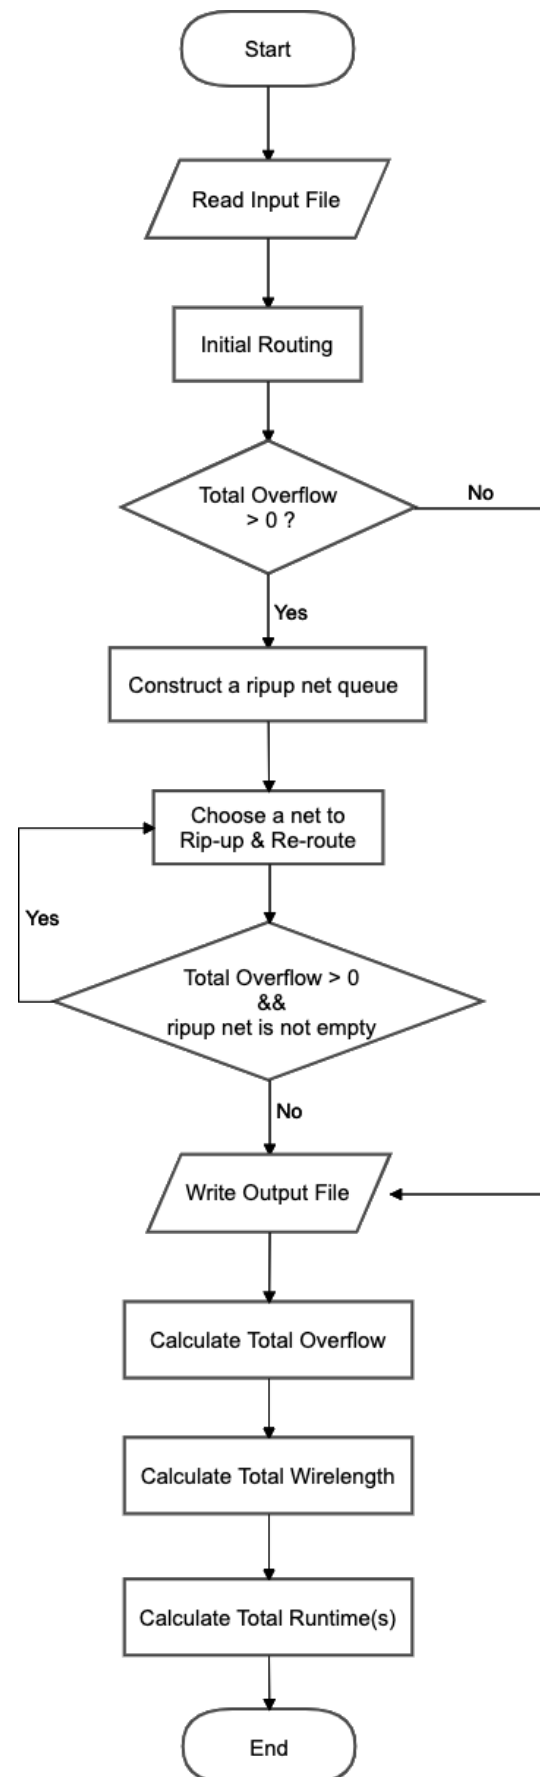 Start
Read Input File
Initial Routing
Total Overflow
> 0 ?
No
Yes
Construct a ripup net queue
Choose a net to
Rip-up & Re-route
Yes
Total Overflow > 0
&&
ripup net is not empty
No
Write Output File
Calculate Total Overflow
Calculate Total Wirelength
Calculate Total Runtime(s)
End